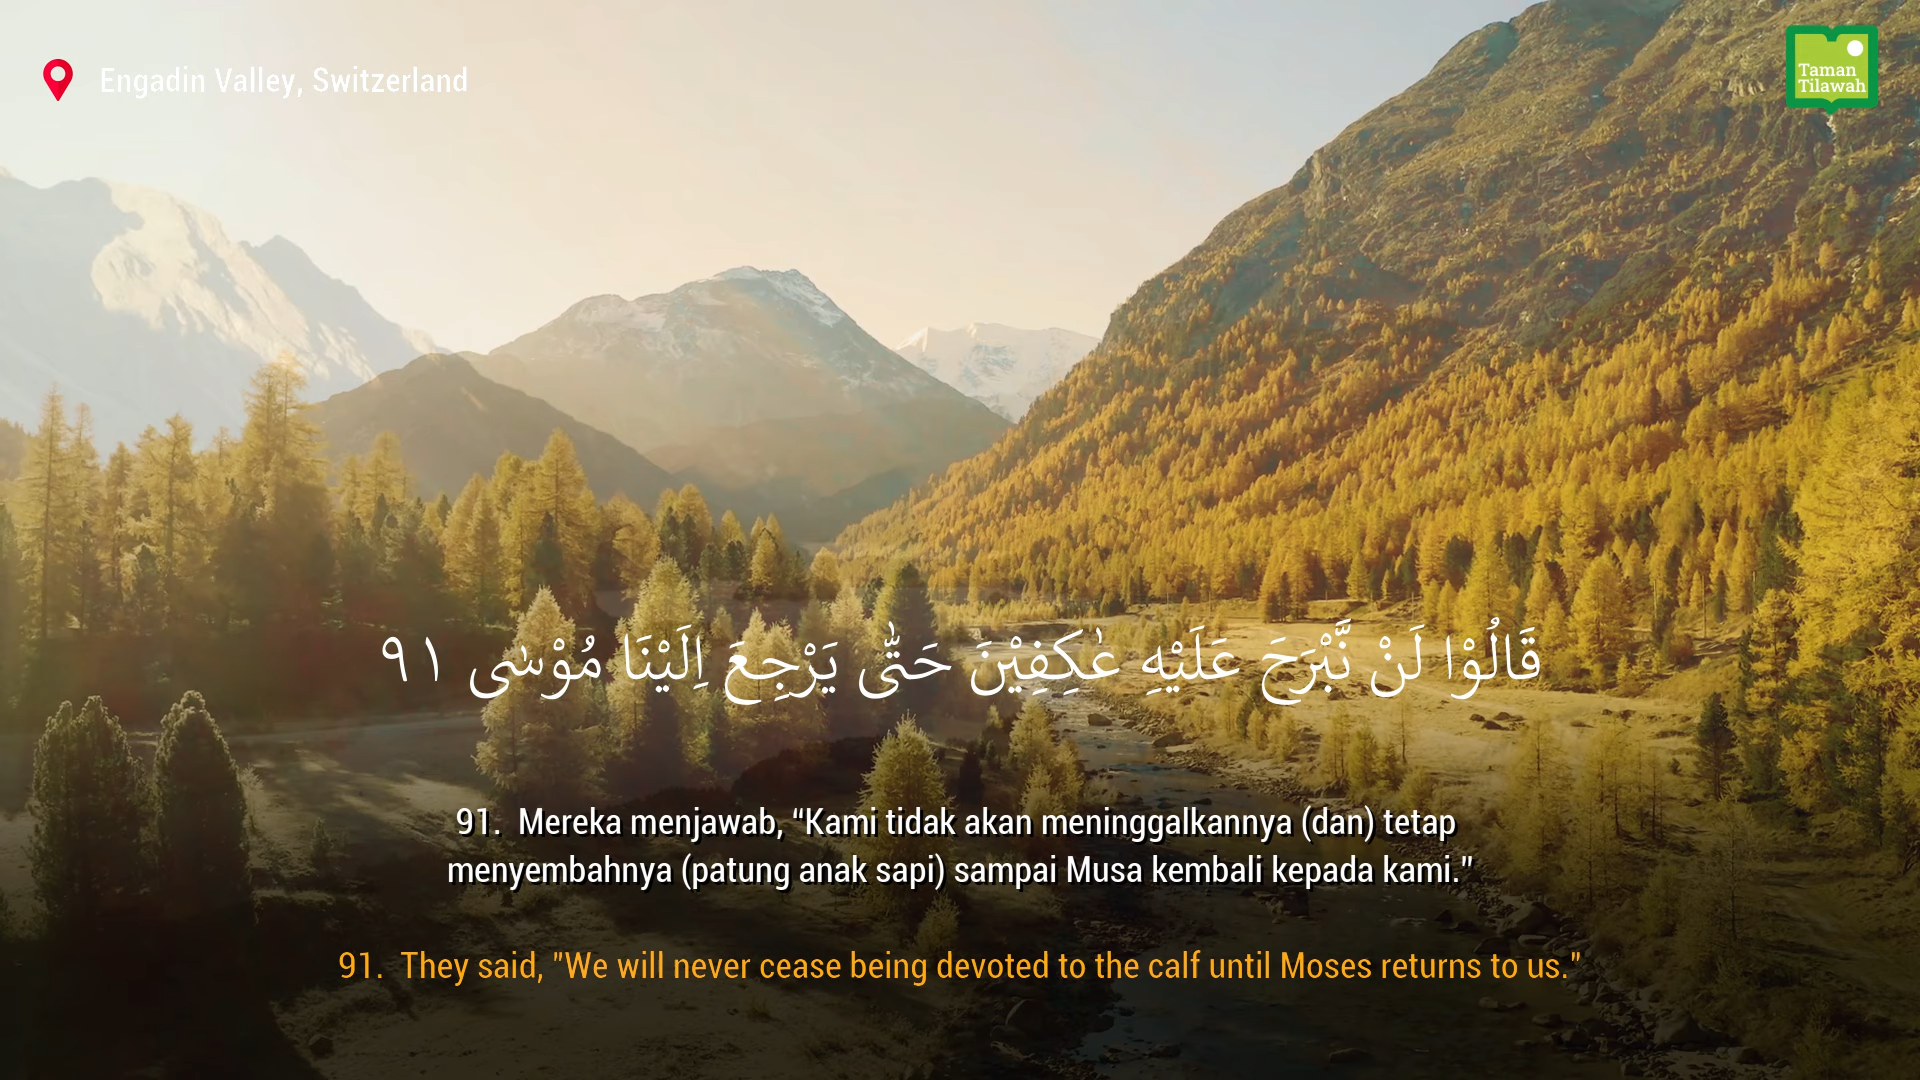 Engadin Valley, Switzerland
Taman
Tilawah
قَالُوْا لَنْ نَّبْرَحَ عَلَيْهِ عٰكِفِيْنَ حَتّٰى يَرْجِعَ اِلَيْنَا مُوْسٰى ٩١
91. Mereka menjawab, “Kami tidak akan meninggalkannya (dan) tetap
menyembahnya (patung anak sapi) sampai Musa kembali kepada kami.”
91. They said, "We will never cease being devoted to the calf until Moses returns to us."